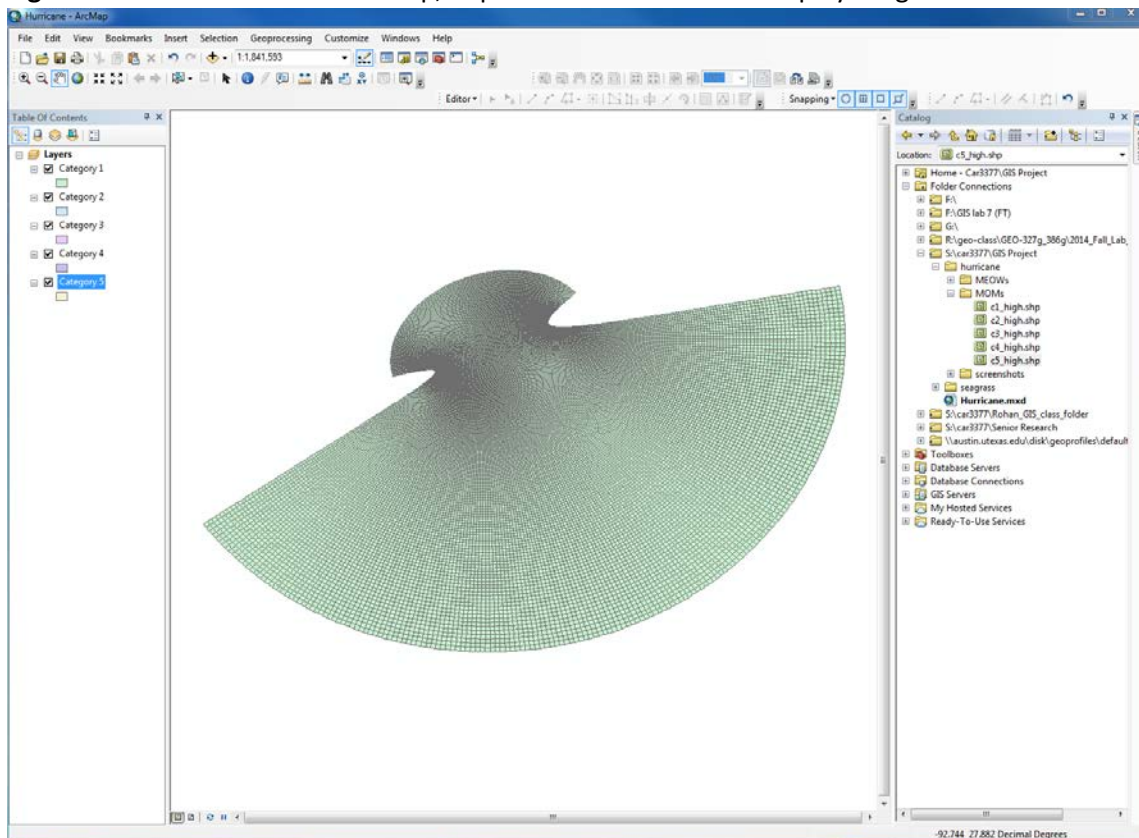 Hurricane - ArcMap
File Edit View Bookmarks Insert Selection Geoprocessing Customize Windows Help
1:1,841,593
Editor
Snapping
Table Of Contents
Layers
Category 1
Category 2
Category 3
Category 4
Category 5
Catalog
Location: c5_high.shp
Home - Car3377\GIS Project
Folder Connections
F:\
F:\GIS lab 7 (FT)
G:\
R:\geo-class\GEO-327g_386g\2014_Fall_Lab_
S:\car3377\GIS Project
hurricane
MEOWs
MOMs
c1_high.shp
c2_high.shp
c3_high.shp
c4_high.shp
c5_high.shp
screenshots
seagrass
Hurricane.mxd
S:\car3377\Rohan_GIS_class_folder
S:\car3377\Senior Research
\\austin.utexas.edu\disk\geoprofiles\default
Toolboxes
Database Servers
Database Connections
GIS Servers
My Hosted Services
Ready-To-Use Services
-92.744 27.882 Decimal Degrees